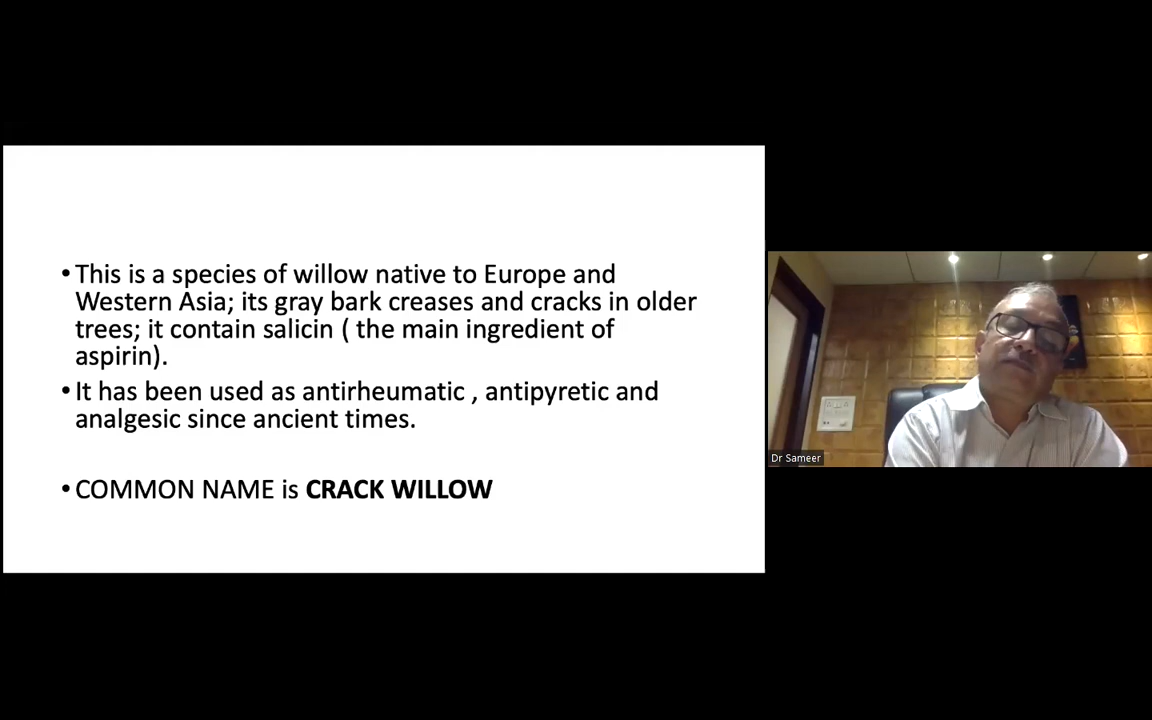 • This is a species of willow native to Europe and
Western Asia; its gray bark creases and cracks in older
trees; it contain salicin ( the main ingredient of
aspirin).
• It has been used as antirheumatic , antipyretic and
analgesic since ancient times.
• COMMON NAME is CRACK WILLOW
Dr Sameer